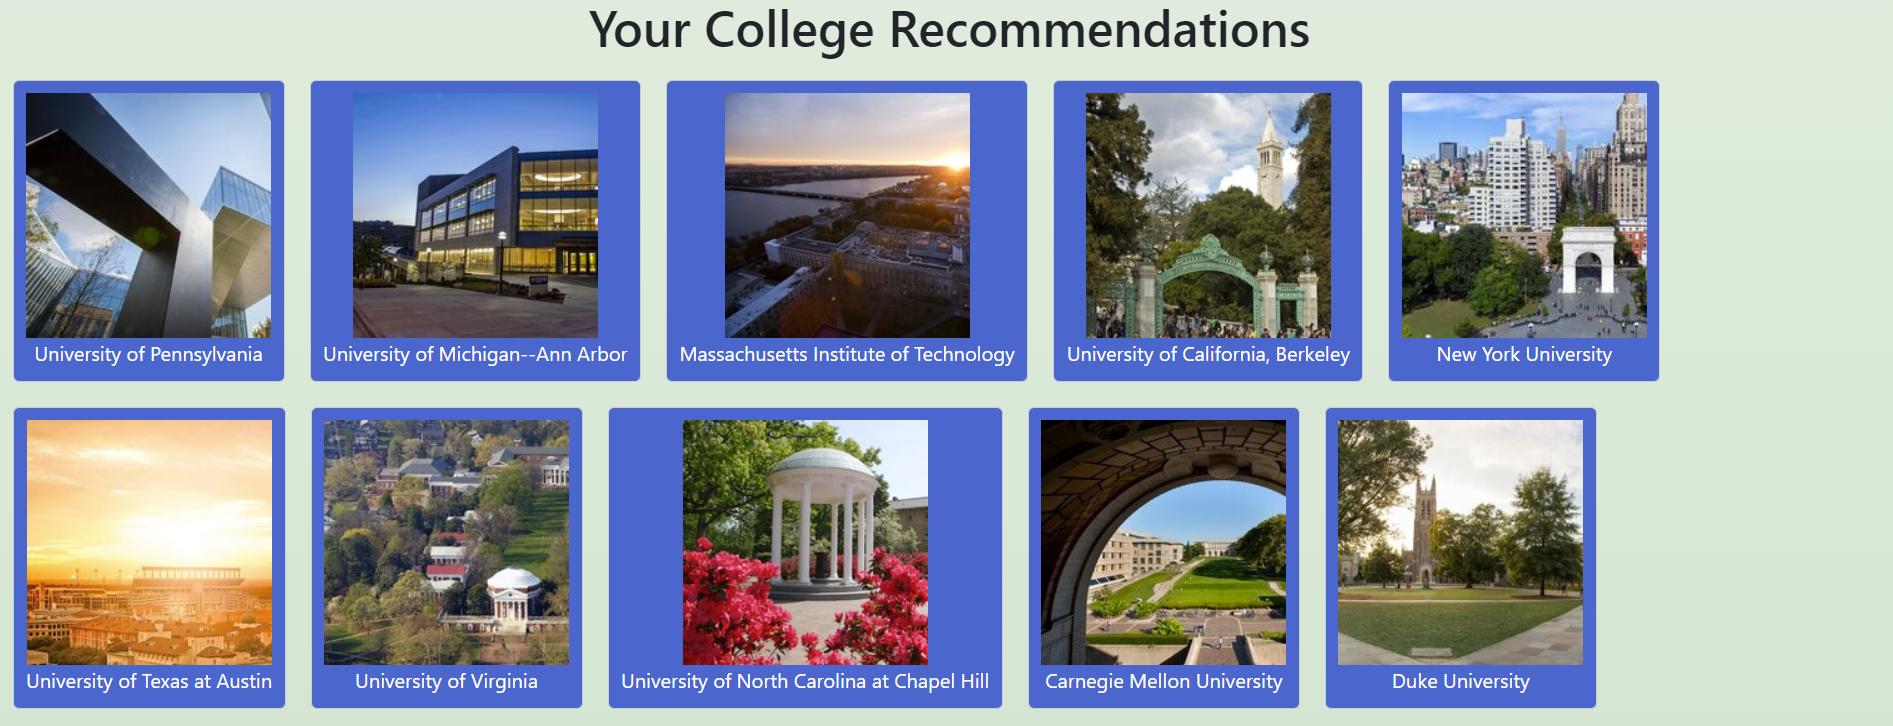 Your College Recommendations
University of Pennsylvania
University of Michigan--Ann Arbor
Massachusetts Institute of Technology
University of California, Berkeley
New York University
University of Texas at Austin
University of Virginia
University of North Carolina at Chapel Hill
Carnegie Mellon University
Duke University